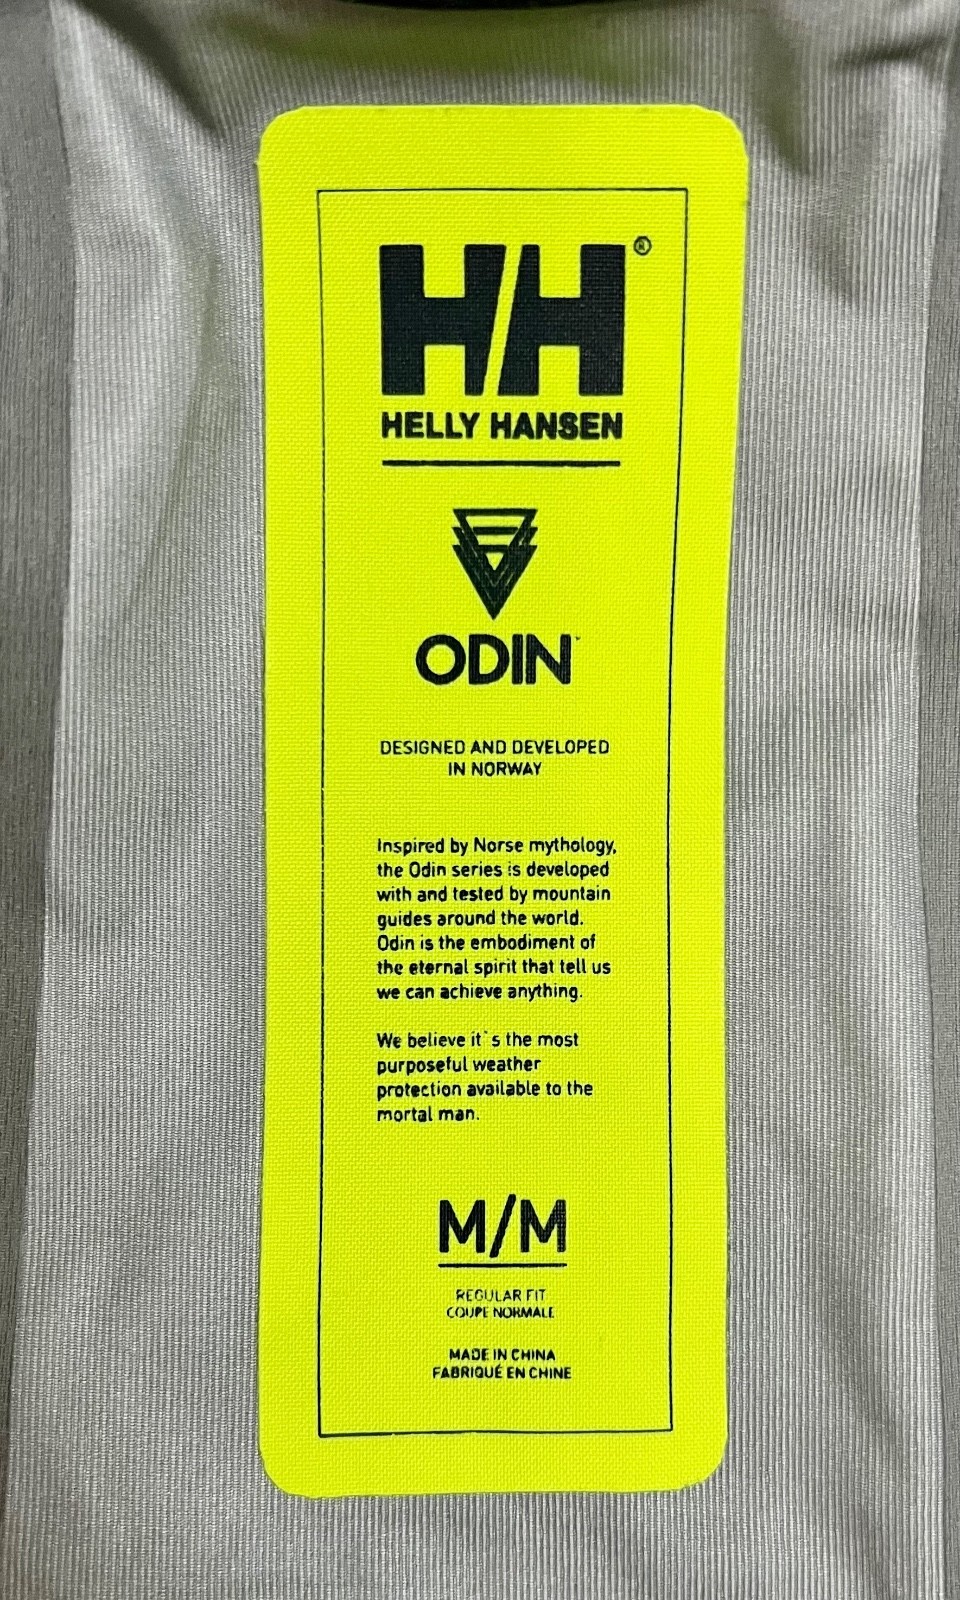 HH®
HELLY HANSEN
ODIN™
DESIGNED AND DEVELOPED
IN NORWAY
Inspired by Norse mythology,
the Odin series is developed
with and tested by mountain
guides around the world.
Odin is the embodiment of
the eternal spirit that tell us
we can achieve anything.
We believe it`s the most
purposeful weather
protection available to the
mortal man.
M/M
REGULAR FIT
COUPE NORMALE
MADE IN CHINA
FABRIQUÉ EN CHINE